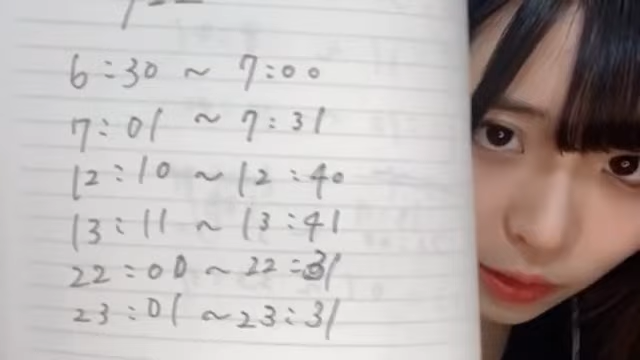 6:30 ~ 7:00
7:01 ~ 7:31
12:10 ~ 12:40
13:11 ~ 13:41
22:00 ~ 22:31
23:01 ~ 23:31